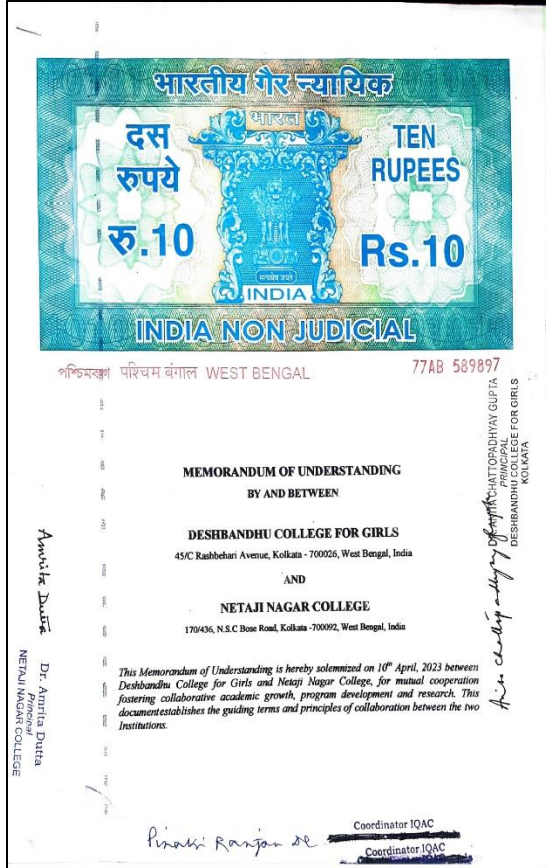 भारतीय गैर न्यायिक
भारत
दस
रुपये
रु.10
TEN
RUPEES
Rs.10
सत्यमेव जयते
INDIA
INDIA NON JUDICIAL
পশ্চিমবঙ্গ पश्चिम बंगाल WEST BENGAL
77AB 589897
MEMORANDUM OF UNDERSTANDING
BY AND BETWEEN
DESHBANDHU COLLEGE FOR GIRLS
45/C Rashbehari Avenue, Kolkata - 700026, West Bengal, India
AND
NETAJI NAGAR COLLEGE
170/436, N.S.C Bose Road, Kolkata -700092, West Bengal, India
This Memorandum of Understanding is hereby solemnized on 10th April, 2023 between
Deshbandhu College for Girls and Netaji Nagar College, for mutual cooperation
fostering collaborative academic growth, program development and research. This
documentestablishes the guiding terms and principles of collaboration between the two
Institutions.
Amrita Dutta
Dr. Amrita Dutta
Principal
NETAJI NAGAR COLLEGE
CHATTOPADHYAY GUPTA
PRINCIPAL
DESHBANDHU COLLEGE FOR GIRLS
KOLKATA
Pinaki Ranjan De
Coordinator IQAC
Coordinator IQAC